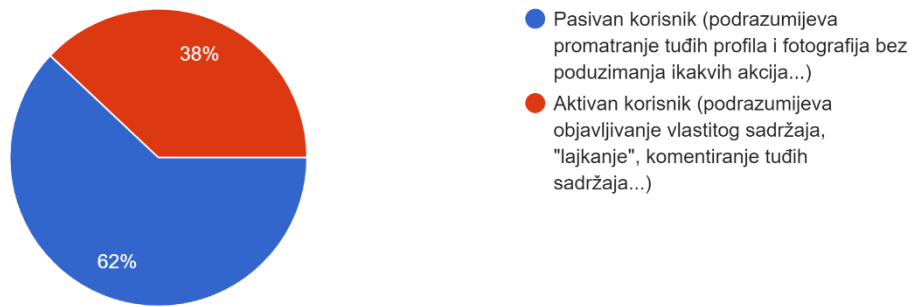 38%
62%
Pasivan korisnik (podrazumijeva
promatranje tuđih profila i fotografija bez
poduzimanja ikakvih akcija...)
Aktivan korisnik (podrazumijeva
objavljivanje vlastitog sadržaja,
"lajkanje", komentiranje tuđih
sadržaja...)